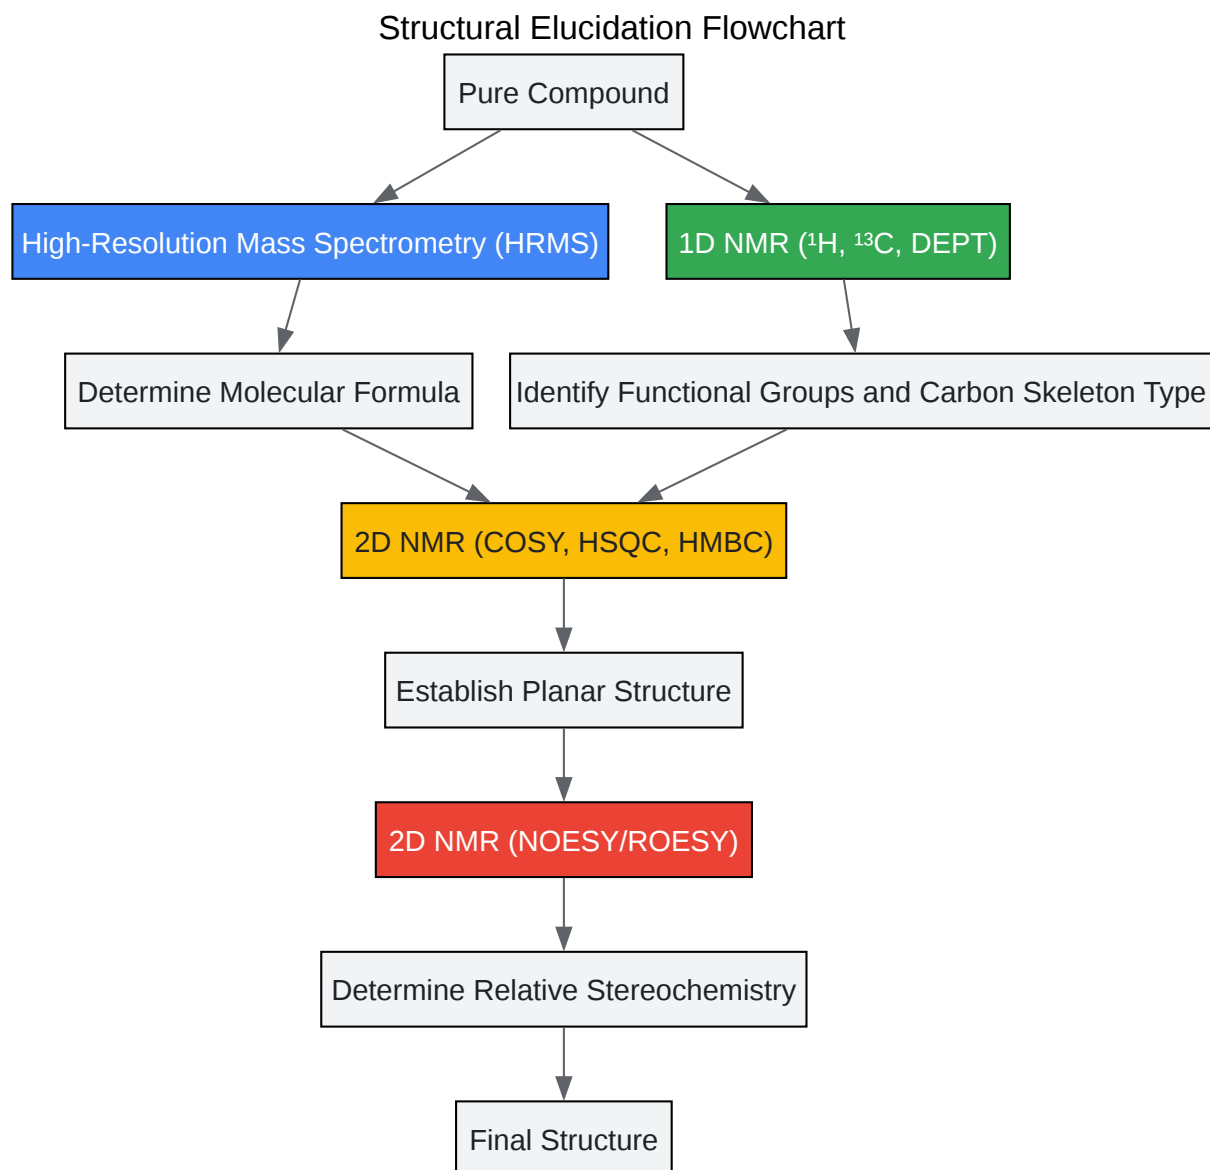 Structural Elucidation Flowchart
Pure Compound
High-Resolution Mass Spectrometry (HRMS)
1D NMR (¹H, ¹³C, DEPT)
Determine Molecular Formula
Identify Functional Groups and Carbon Skeleton Type
2D NMR (COSY, HSQC, HMBC)
Establish Planar Structure
2D NMR (NOESY/ROESY)
Determine Relative Stereochemistry
Final Structure